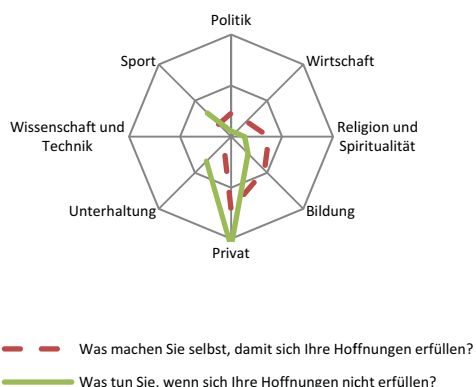 Politik
Sport
Wirtschaft
Wissenschaft und
Technik
Religion und
Spiritualität
Unterhaltung
Bildung
Privat
Was machen Sie selbst, damit sich Ihre Hoffnungen erfüllen?
Was tun Sie, wenn sich Ihre Hoffnungen nicht erfüllen?